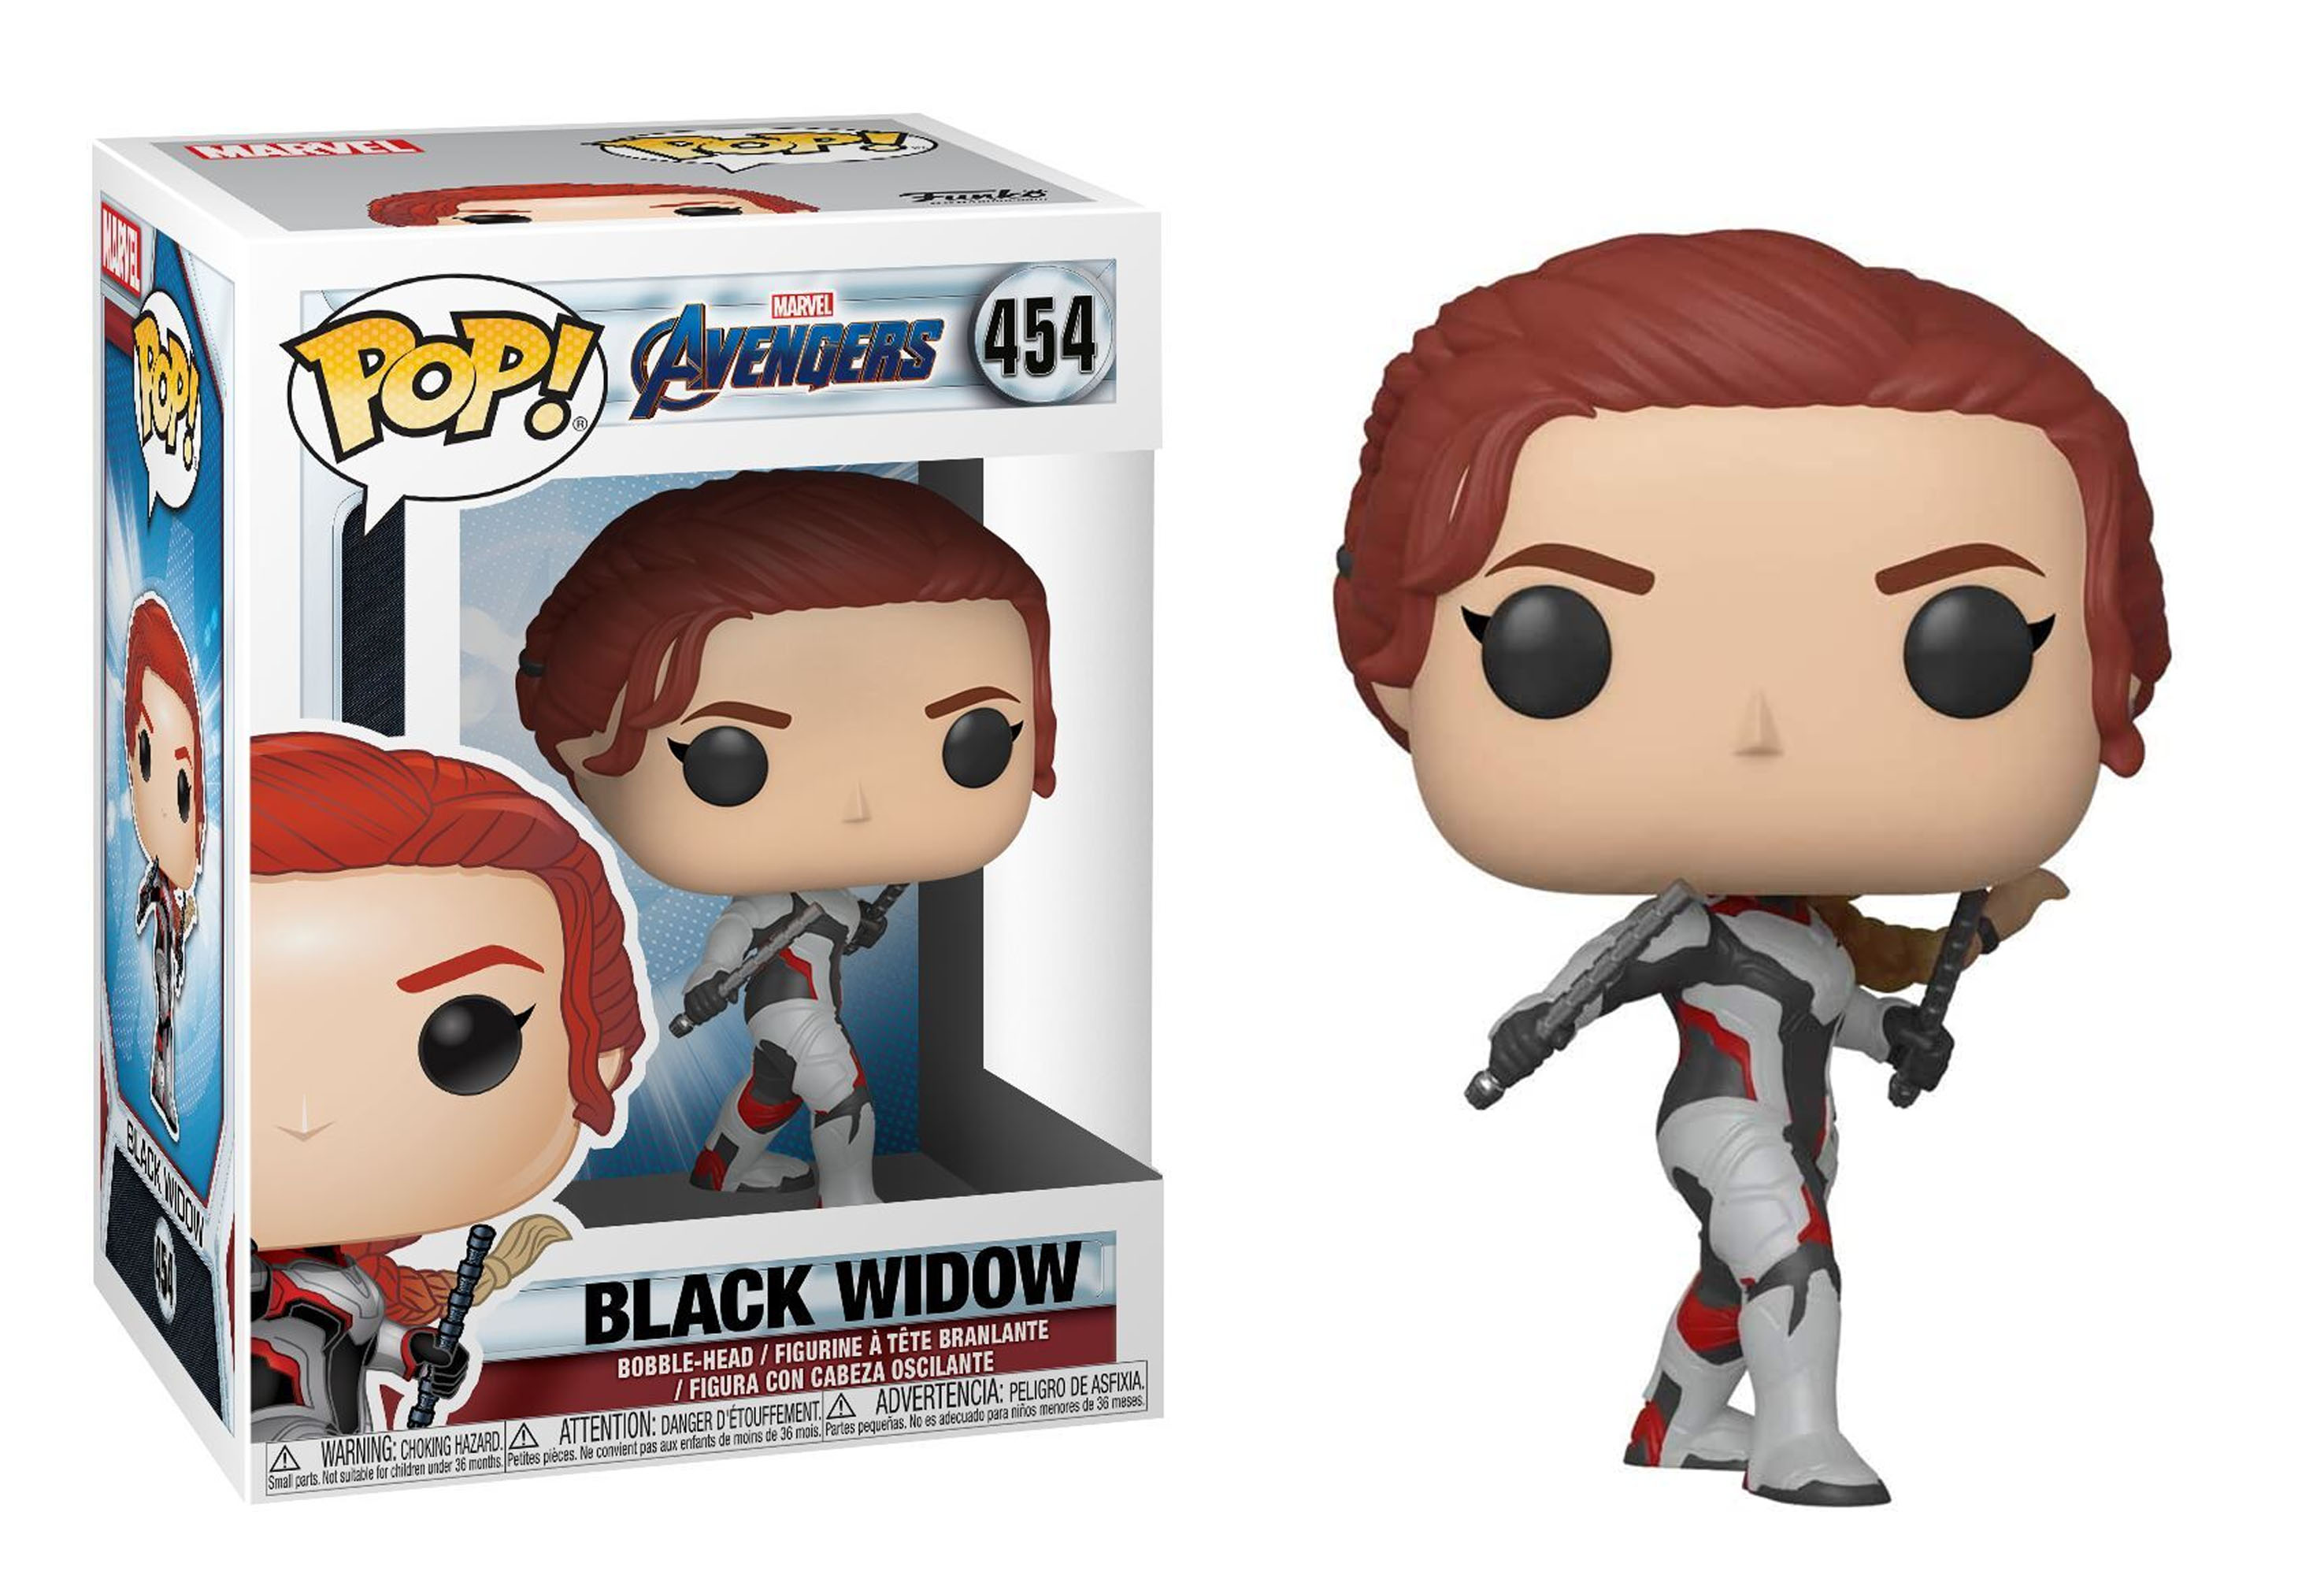 MARVEL
POP!
Funko
MARVEL
POP!
BLACK WIDOW
454
POP!®
MARVEL
AVENGERS
454
BLACK WIDOW
BOBBLE-HEAD / FIGURINE À TÊTE BRANLANTE
/ FIGURA CON CABEZA OSCILANTE
WARNING: CHOKING HAZARD.
Small parts. Not suitable for children under 36 months.
ATTENTION: DANGER D'ÉTOUFFEMENT.
Petites pièces. Ne convient pas aux enfants de moins de 36 mois.
ADVERTENCIA: PELIGRO DE ASFIXIA.
Partes pequeñas. No es adecuado para niños menores de 36 meses.